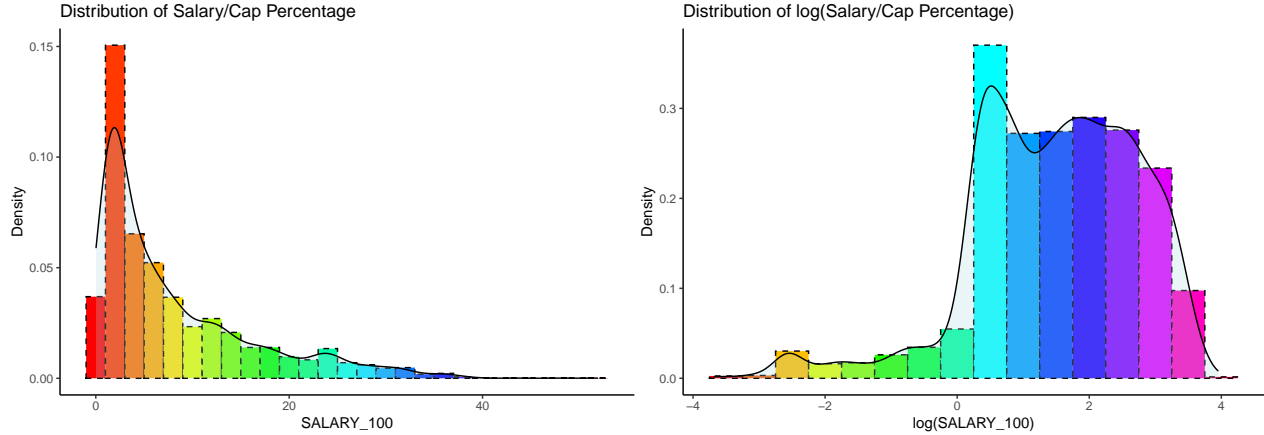 Distribution of Salary/Cap Percentage
Density
0.15
0.10
0.05
0.00
0
20
40
SALARY_100
Distribution of log(Salary/Cap Percentage)
Density
0.3
0.2
0.1
0.0
−4
−2
0
2
4
log(SALARY_100)